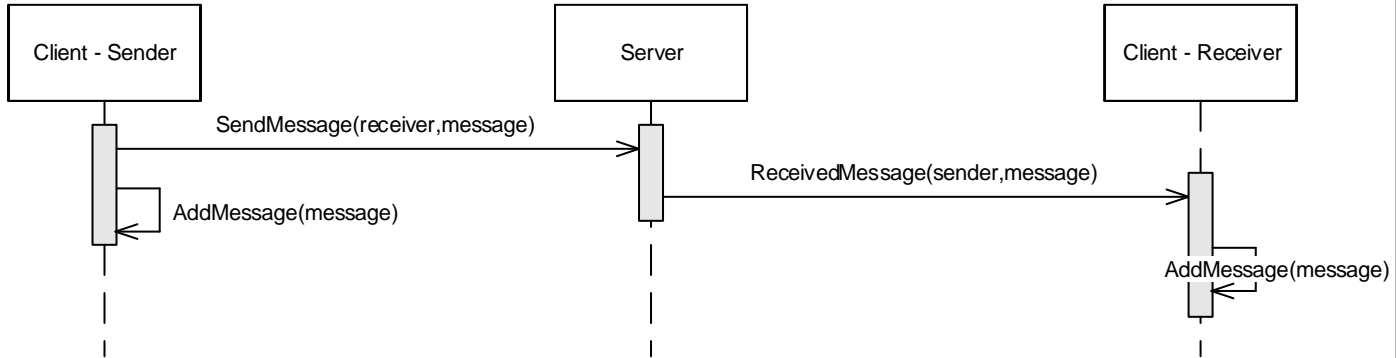 Client - Sender
Server
Client - Receiver
SendMessage(receiver,message)
ReceivedMessage(sender,message)
AddMessage(message)
AddMessage(message)